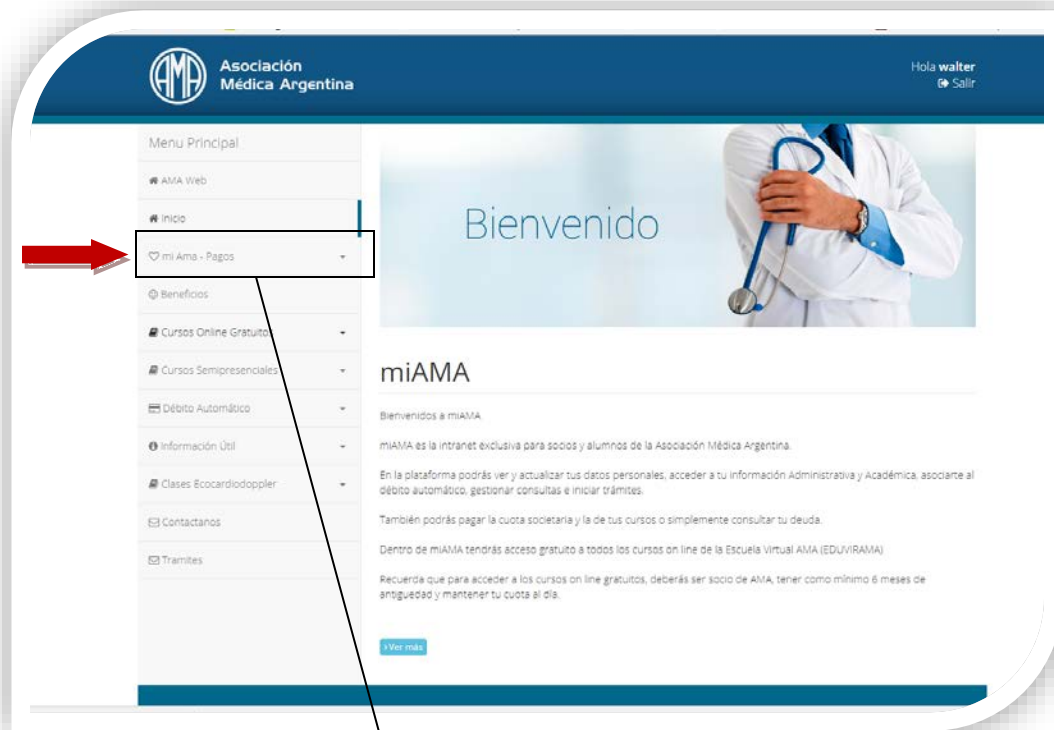 AMA
Asociación
Médica Argentina
Hola walter
Salir
Menu Principal
AMA Web
Inicio
mi Ama - Pagos
Beneficios
Cursos Online Gratuitos
Cursos Semipresenciales
Débito Automático
Información Útil
Clases Ecocardiodoppler
Contactanos
Tramites
Bienvenido
miAMA
Bienvenidos a miAMA
miAMA es la intranet exclusiva para socios y alumnos de la Asociación Médica Argentina.
En la plataforma podrás ver y actualizar tus datos personales, acceder a tu información Administrativa y Académica, asociarte al
débito automático, gestionar consultas e iniciar trámites.
También podrás pagar la cuota societaria y la de tus cursos o simplemente consultar tu deuda.
Dentro de miAMA tendrás acceso gratuito a todos los cursos on line de la Escuela Virtual AMA (EDUVIRAMA)
Recuerda que para acceder a los cursos on line gratuitos, deberás ser socio de AMA, tener como mínimo 6 meses de
antiguedad y mantener tu cuota al día.
Ver más